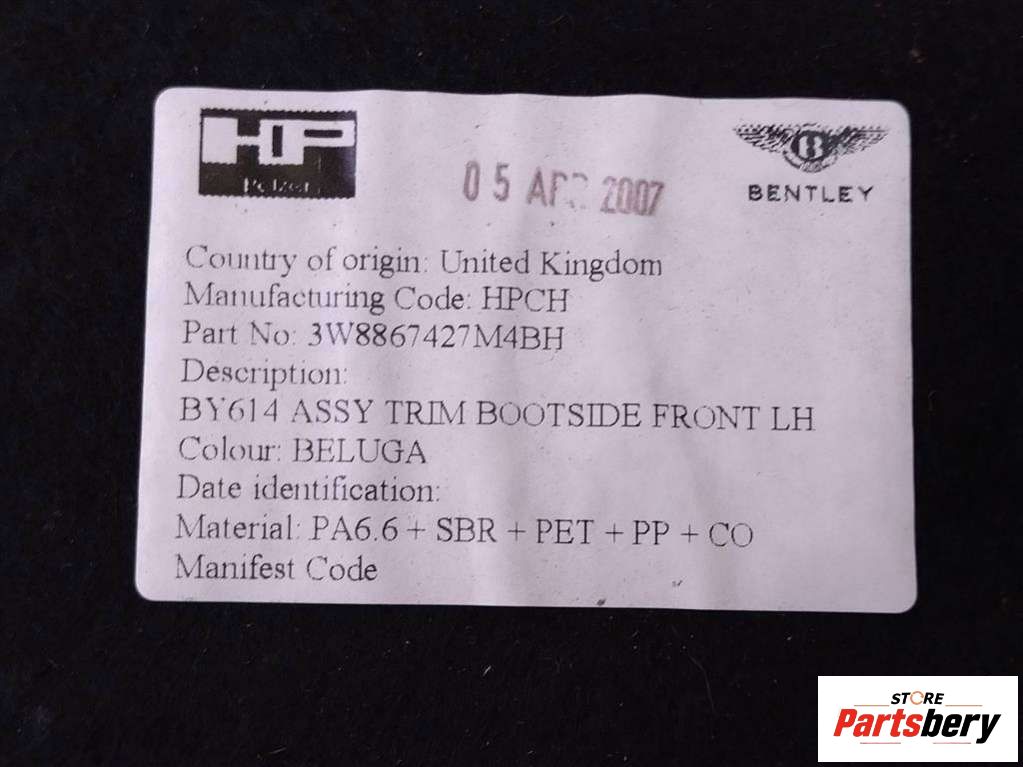 HP
Pelzer
05 APR 2007
B
BENTLEY
Country of origin: United Kingdom
Manufacturing Code: HPCH
Part No: 3W8867427M4BH
Description:
BY614 ASSY TRIM BOOTSIDE FRONT LH
Colour: BELUGA
Date identification:
Material: PA6.6 + SBR + PET + PP + CO
Manifest Code
STORE
Partsbery